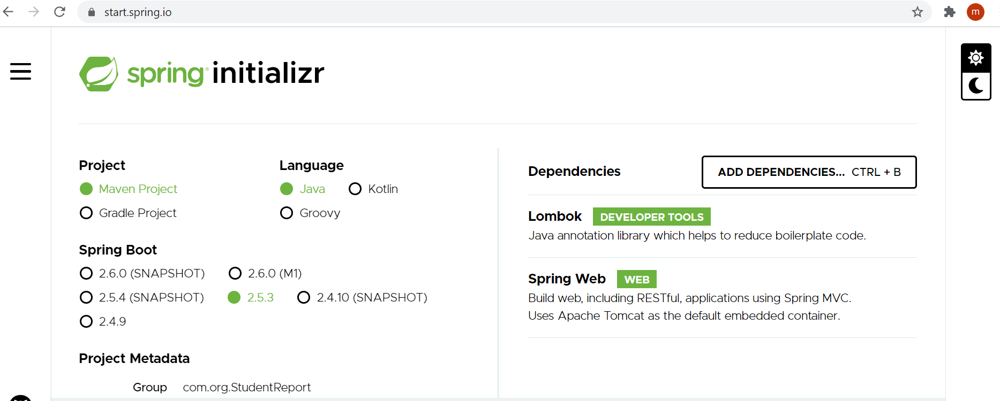 start.spring.io
m
spring® initializr
Project
Maven Project
Gradle Project
Language
Java Kotlin
Groovy
Spring Boot
2.6.0 (SNAPSHOT) 2.6.0 (M1)
2.5.4 (SNAPSHOT) 2.5.3 2.4.10 (SNAPSHOT)
2.4.9
Project Metadata
Group com.org.StudentReport
Dependencies
ADD DEPENDENCIES... CTRL + B
Lombok DEVELOPER TOOLS
Java annotation library which helps to reduce boilerplate code.
Spring Web WEB
Build web, including RESTful, applications using Spring MVC.
Uses Apache Tomcat as the default embedded container.